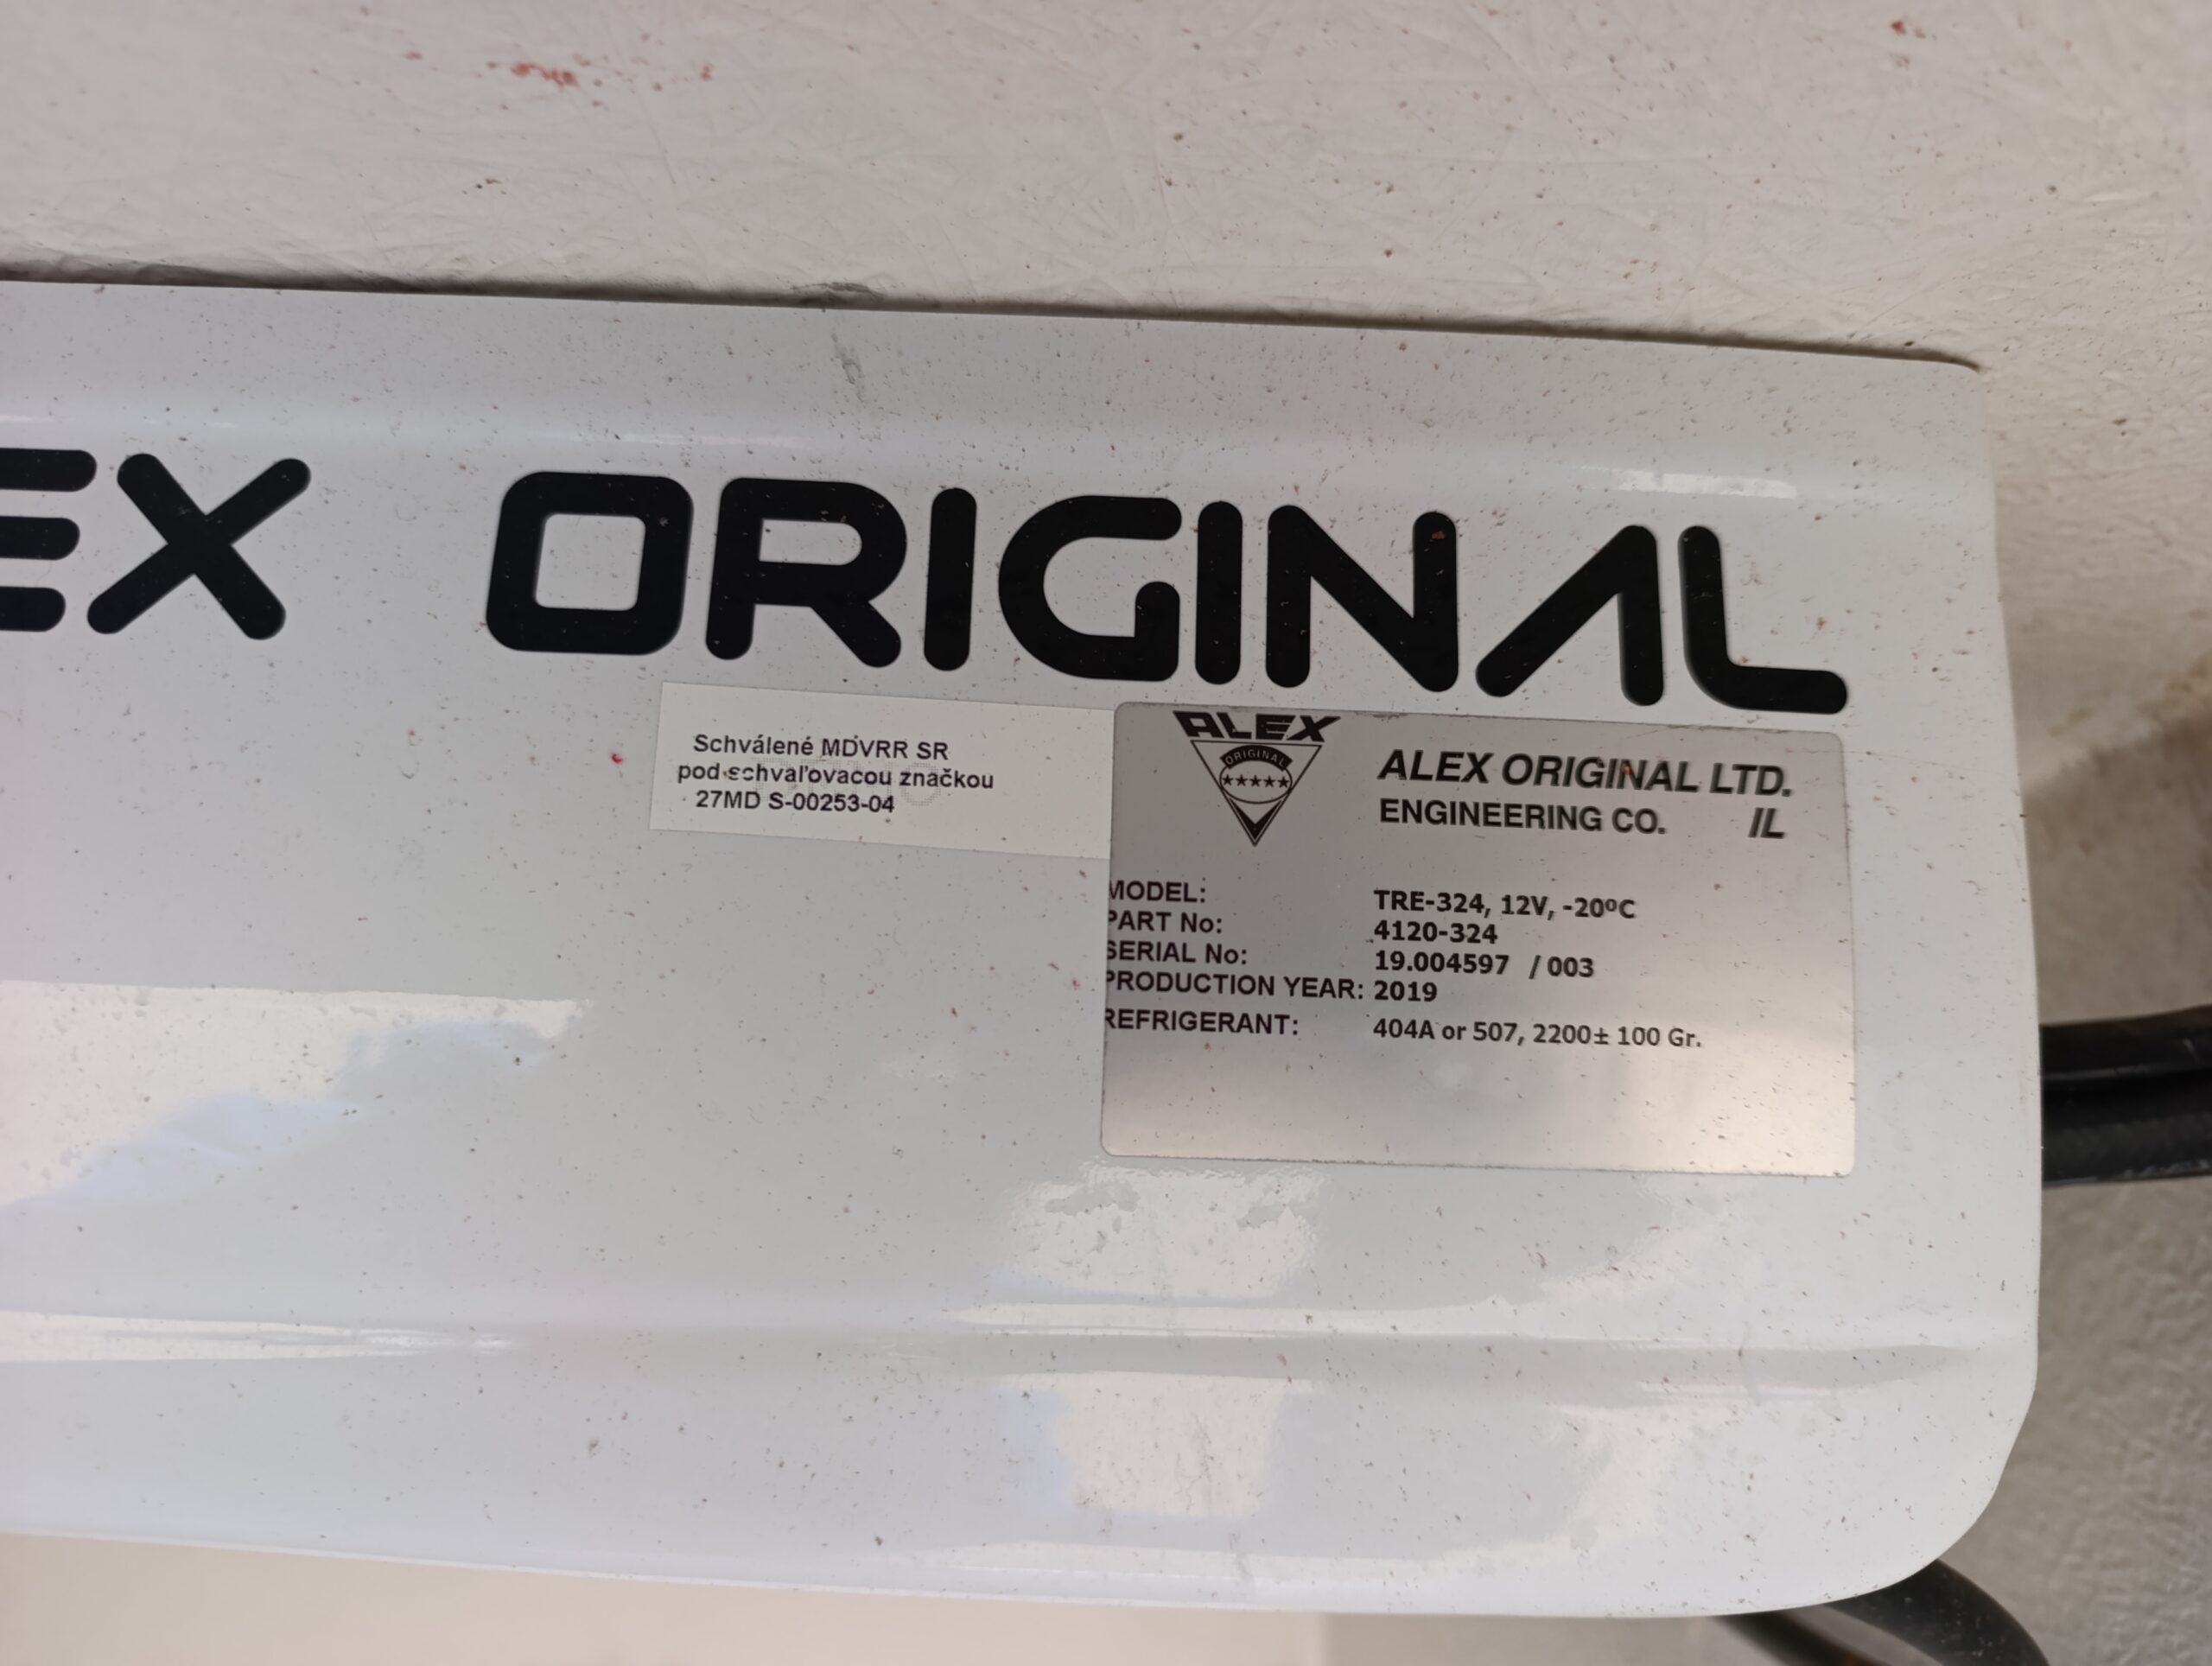 EX ORIGINAL
Schválené MDVRR SR
pod schvaľovacou značkou
27MD S-00253-04
ALEX
ORIGINAL
★★★★★
ALEX ORIGINAL LTD.
ENGINEERING CO. IL
MODEL: TRE-324, 12V, -20ºC
PART No: 4120-324
SERIAL No: 19.004597 / 003
PRODUCTION YEAR: 2019
REFRIGERANT: 404A or 507, 2200± 100 Gr.